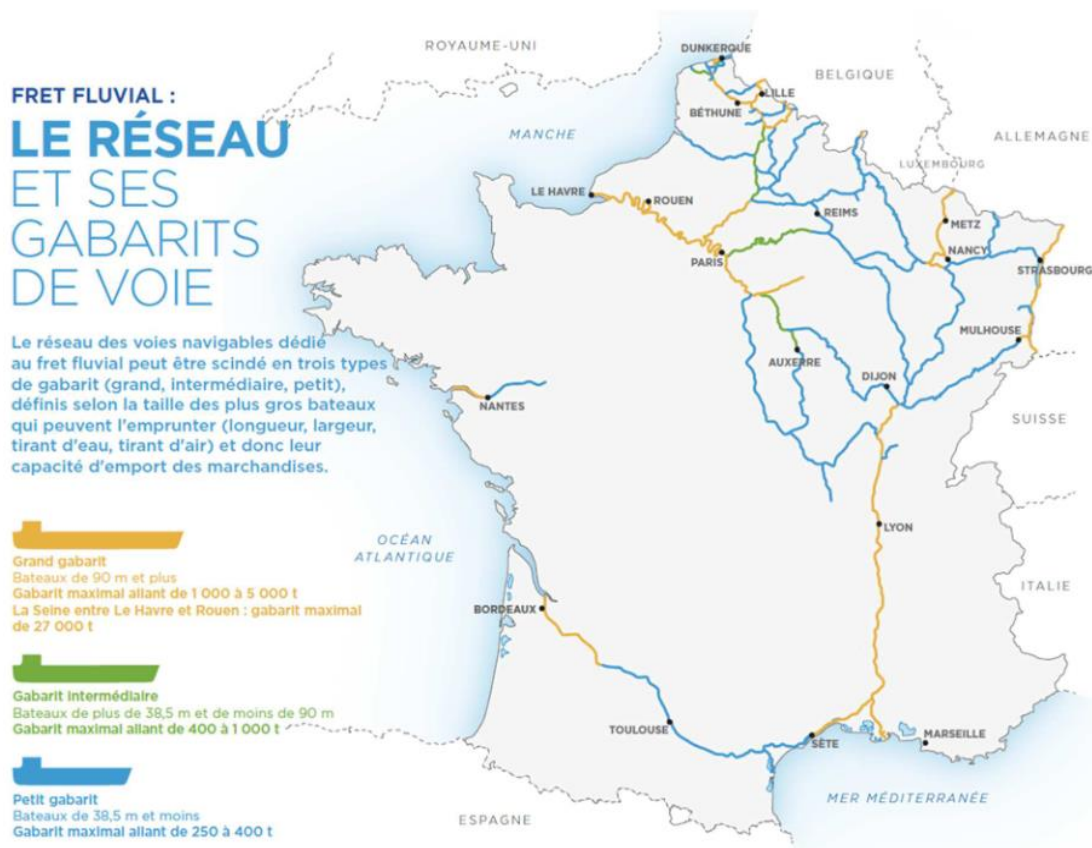 FRET FLUVIAL :
LE RÉSEAU
ET SES
GABARITS
DE VOIE
Le réseau des voies navigables dédié
au fret fluvial peut être scindé en trois types
de gabarit (grand, intermédiaire, petit),
définis selon la taille des plus gros bateaux
qui peuvent l'emprunter (longueur, largeur,
tirant d'eau, tirant d'air) et donc leur
capacité d'emport des marchandises.
Grand gabarit
Bateaux de 90 m et plus
Gabarit maximal allant de 1 000 à 5 000 t
La Seine entre Le Havre et Rouen : gabarit maximal
de 27 000 t
Gabarit intermédiaire
Bateaux de plus de 38,5 m et de moins de 90 m
Gabarit maximal allant de 400 à 1 000 t
Petit gabarit
Bateaux de 38,5 m et moins
Gabarit maximal allant de 250 à 400 t
ROYAUME-UNI
DUNKERQUE
BELGIQUE
LILLE
BÉTHUNE
MANCHE
ALLEMAGNE
LUXEMBOURG
LE HAVRE
ROUEN
REIMS
METZ
PARIS
NANCY
STRASBOURG
MULHOUSE
AUXERRE
DIJON
NANTES
SUISSE
LYON
OCÉAN
ATLANTIQUE
ITALIE
BORDEAUX
TOULOUSE
SÈTE
MARSEILLE
MER MÉDITERRANÉE
ESPAGNE